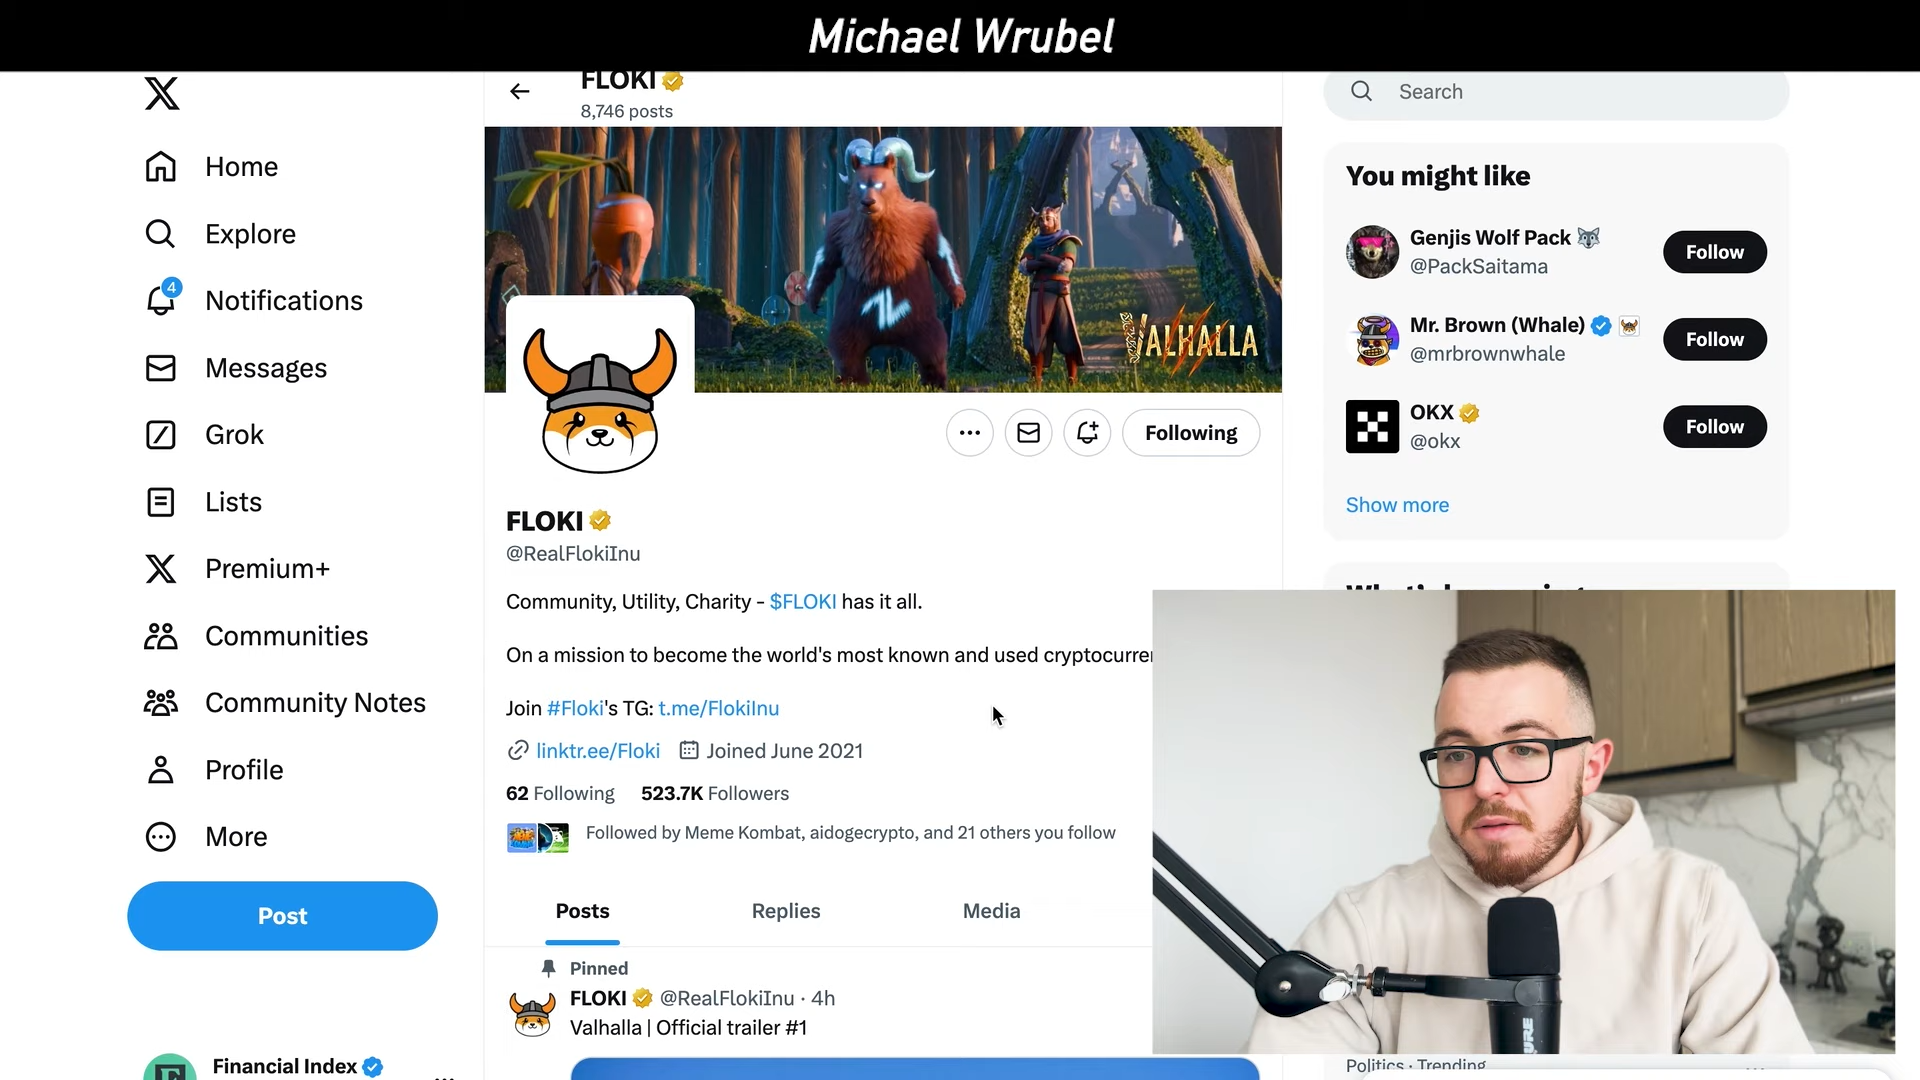 Michael Wrubel
FLOKI
8,746 posts
Search
Home
Explore
4
Notifications
Messages
Grok
Lists
Premium+
Communities
Community Notes
Profile
More
Post
Financial Index
VALHALLA
Following
FLOKI
@RealFlokiInu
Community, Utility, Charity - $FLOKI has it all.
On a mission to become the world's most known and used
Join #Floki's TG: t.me/FlokiInu
linktr.ee/Floki Joined June 2021
62 Following 523.7K Followers
Followed by Meme Kombat, aidogecrypto, and 21 others you follow
Posts Replies Media
Pinned
FLOKI @RealFlokiInu · 4h
Valhalla | Official trailer #1
You might like
Genjis Wolf Pack
@PackSaitama
Follow
Mr. Brown (Whale)
@mrbrownwhale
Follow
OKX
@okx
Follow
Show more
Politics · Trending